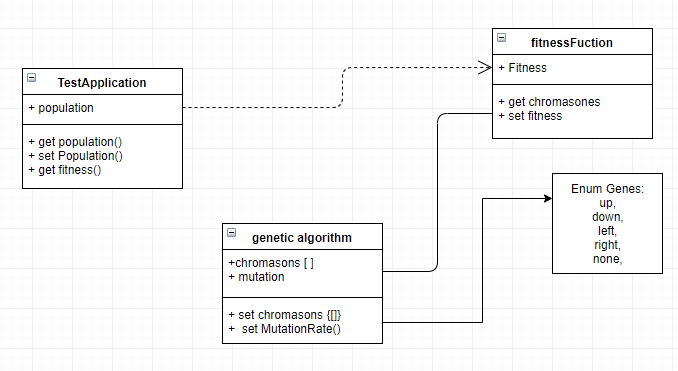 fitnessFuction
+ Fitness
+ get chromasones
+ set fitness
TestApplication
+ population
+ get population()
+ set Population()
+ get fitness()
Enum Genes:
up,
down,
left,
right,
none,
genetic algorithm
+chromasons [ ]
+ mutation
+ set chromasons {[]}
+ set MutationRate()